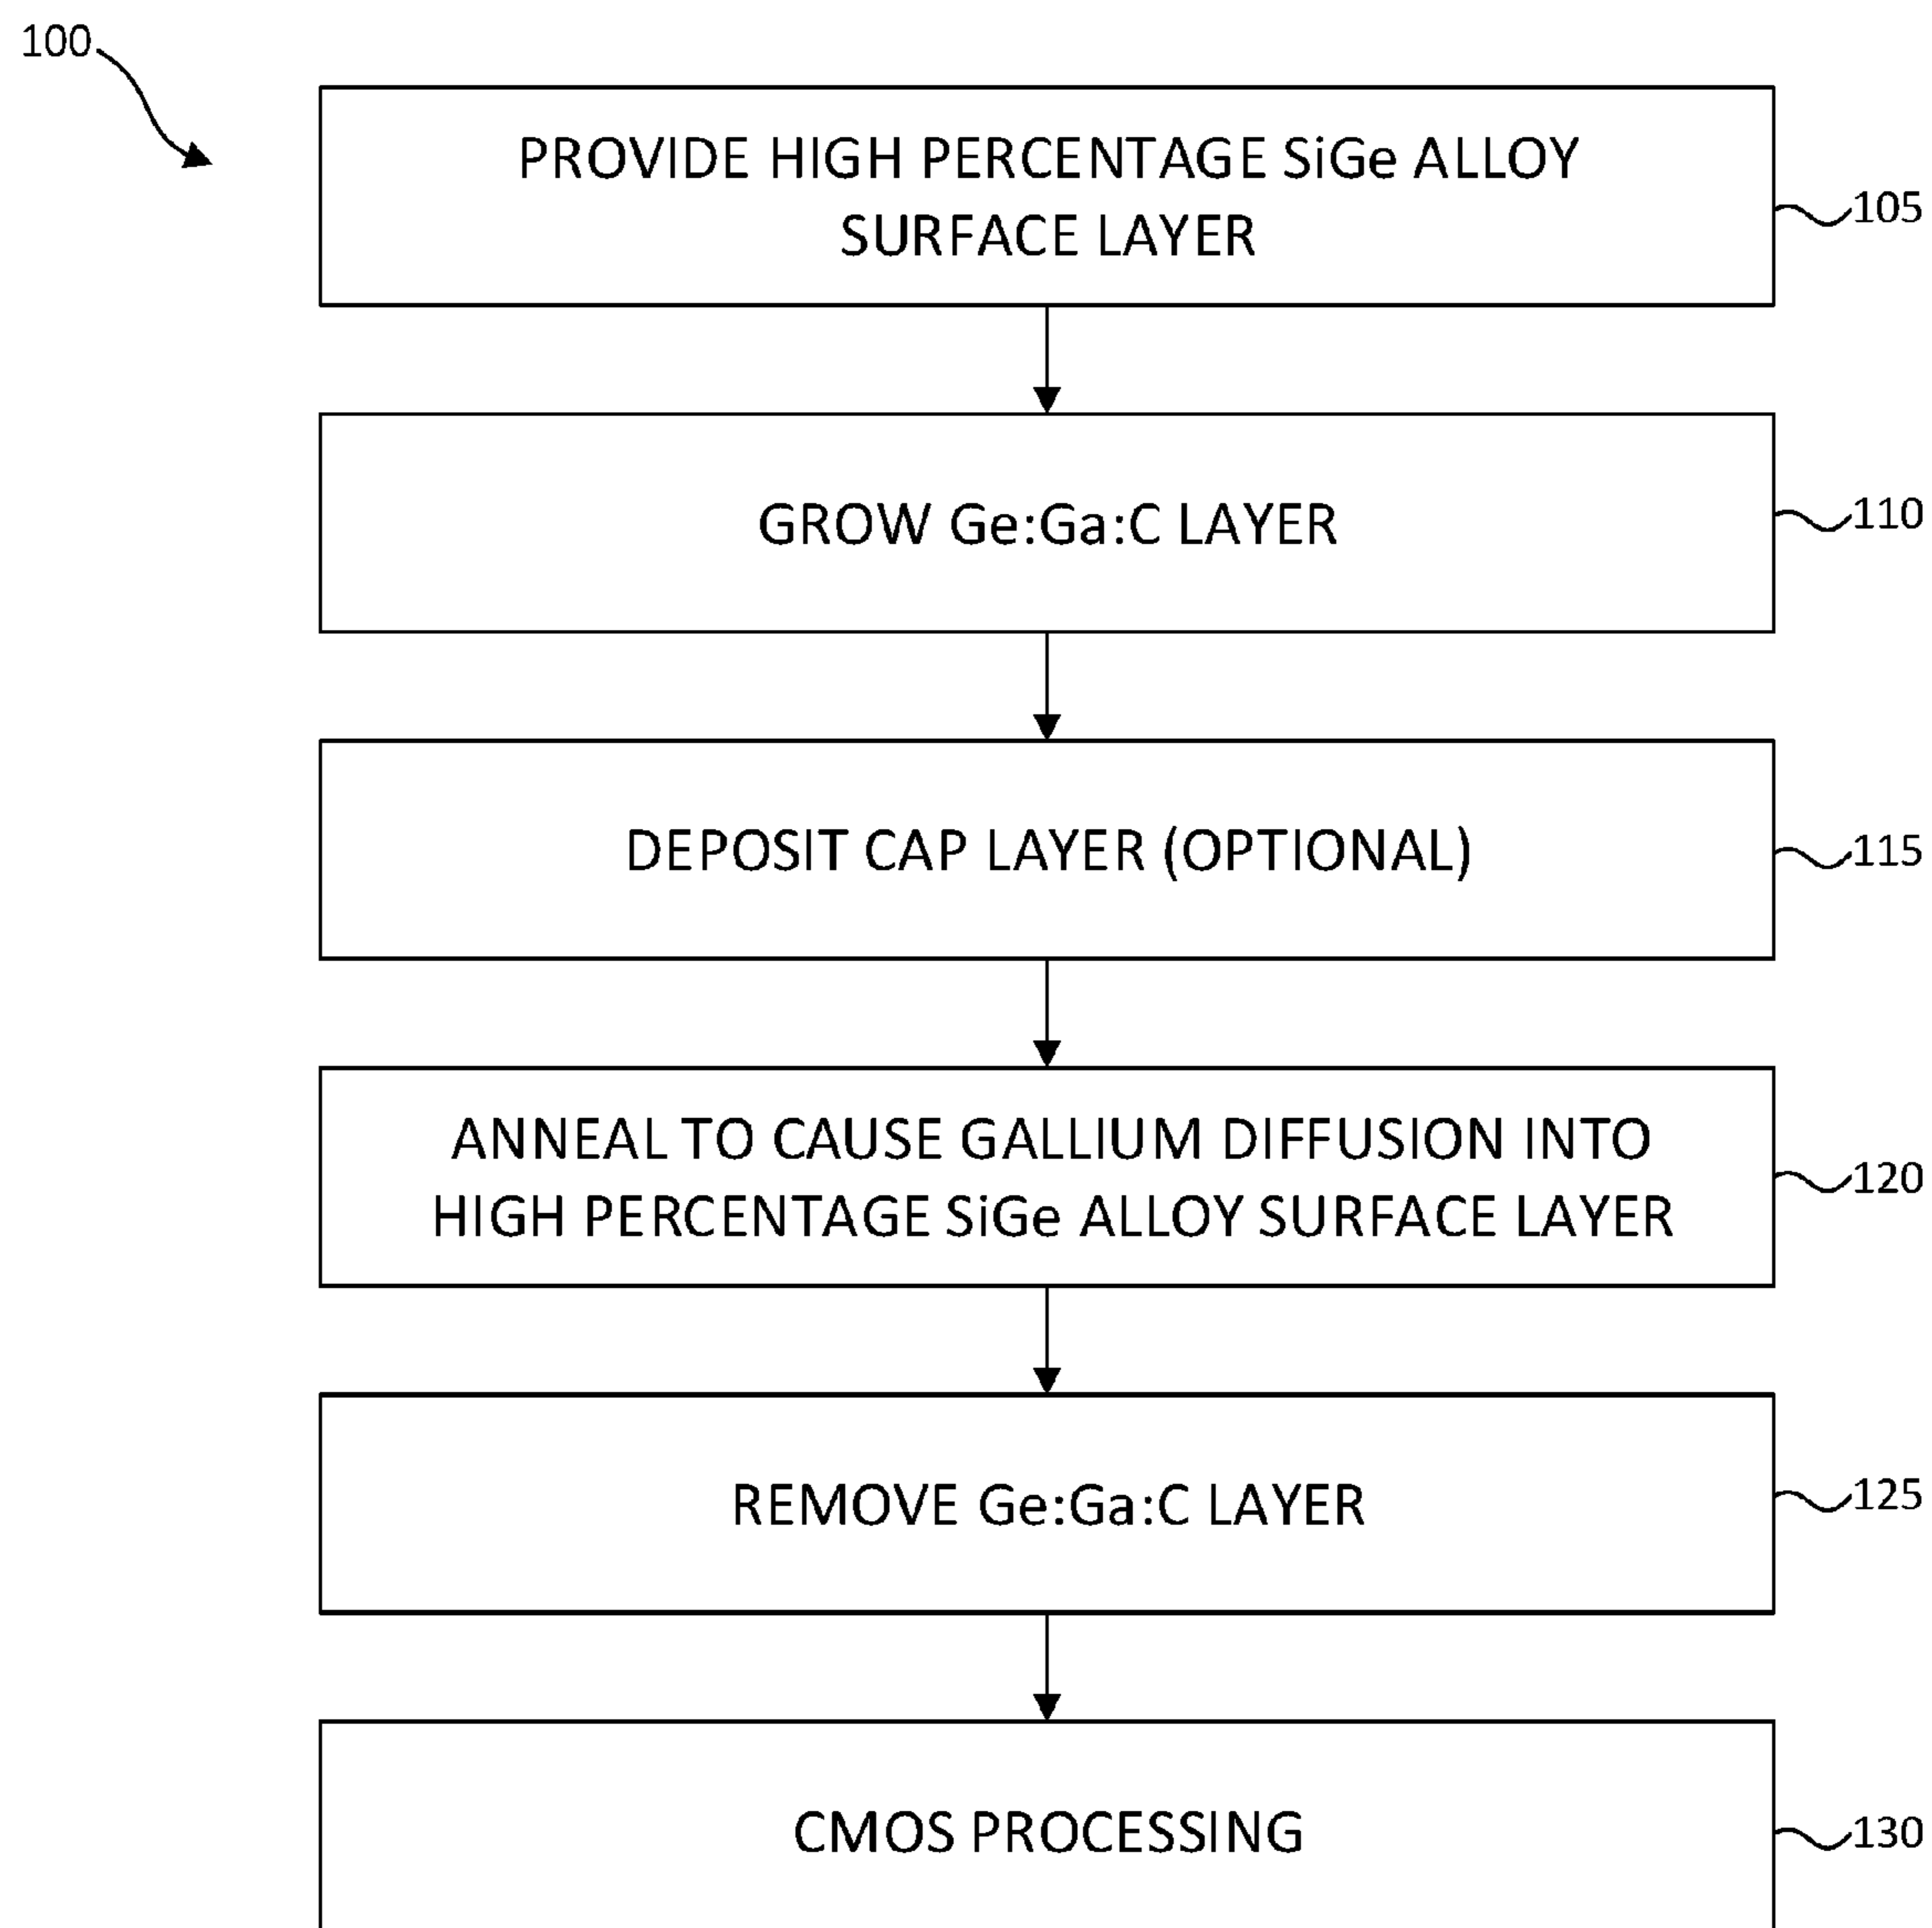 100
PROVIDE HIGH PERCENTAGE SiGe ALLOY
SURFACE LAYER
105
GROW Ge:Ga:C LAYER
110
DEPOSIT CAP LAYER (OPTIONAL)
115
ANNEAL TO CAUSE GALLIUM DIFFUSION INTO
HIGH PERCENTAGE SiGe ALLOY SURFACE LAYER
120
REMOVE Ge:Ga:C LAYER
125
CMOS PROCESSING
130